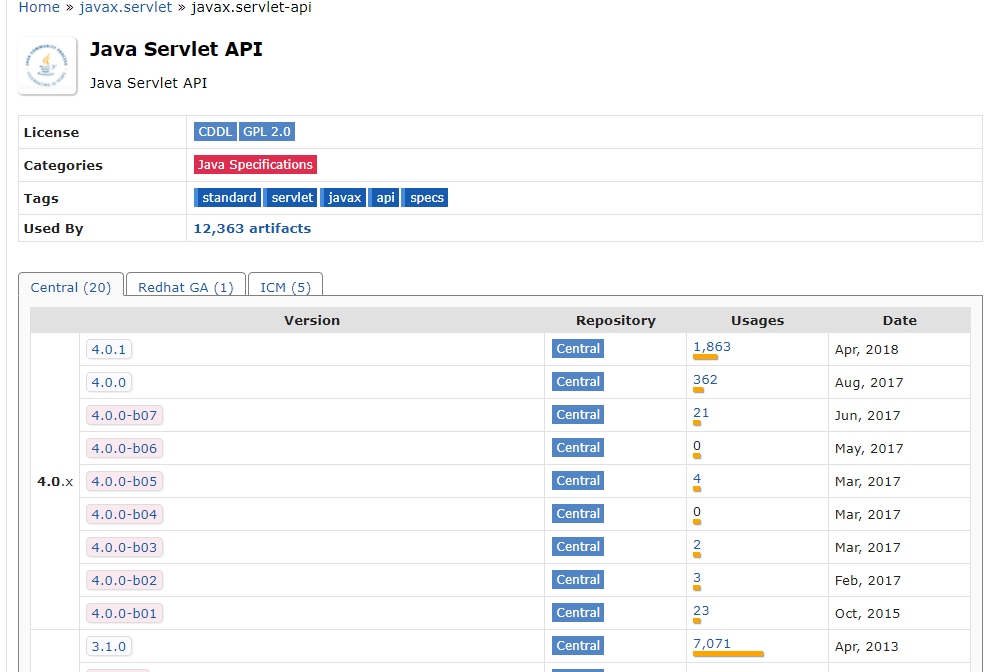 Home » javax.servlet » javax.servlet-api
Java Servlet API
Java Servlet API
License CDDL GPL 2.0
Categories Java Specifications
Tags standard servlet javax api specs
Used By 12,363 artifacts
Central (20) Redhat GA (1) ICM (5)
Version Repository Usages Date
4.0.1 Central 1,863 Apr, 2018
4.0.0 Central 362 Aug, 2017
4.0.0-b07 Central 21 Jun, 2017
4.0.0-b06 Central 0 May, 2017
4.0.x 4.0.0-b05 Central 4 Mar, 2017
4.0.0-b04 Central 0 Mar, 2017
4.0.0-b03 Central 2 Mar, 2017
4.0.0-b02 Central 3 Feb, 2017
4.0.0-b01 Central 23 Oct, 2015
3.1.0 Central 7,071 Apr, 2013